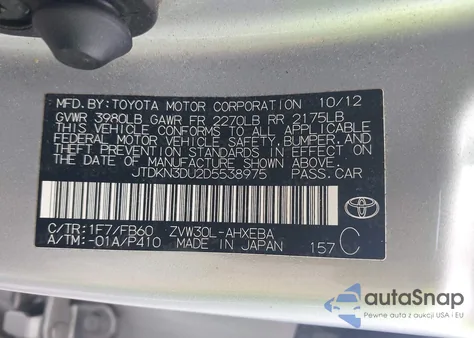 MFD. BY: TOYOTA MOTOR CORPORATION 10/12
GVWR 3980LB GAWR FR 2270LB RR 2175LB
THIS VEHICLE CONFORMS TO ALL APPLICABLE
FEDERAL MOTOR VEHICLE SAFETY, BUMPER,
AND THEFT PREVENTION STANDARDS IN EFFECT
ON THE DATE OF MANUFACTURE SHOWN ABOVE.
JTDKN3DU2D5538975 PASS. CAR
C/TR: 1F7/FB60 ZVW30L-AHXEBA
A/TM: -01A/P410 MADE IN JAPAN 157 C
TOYOTA
autoSnap
Pewne auta z aukcji USA i EU